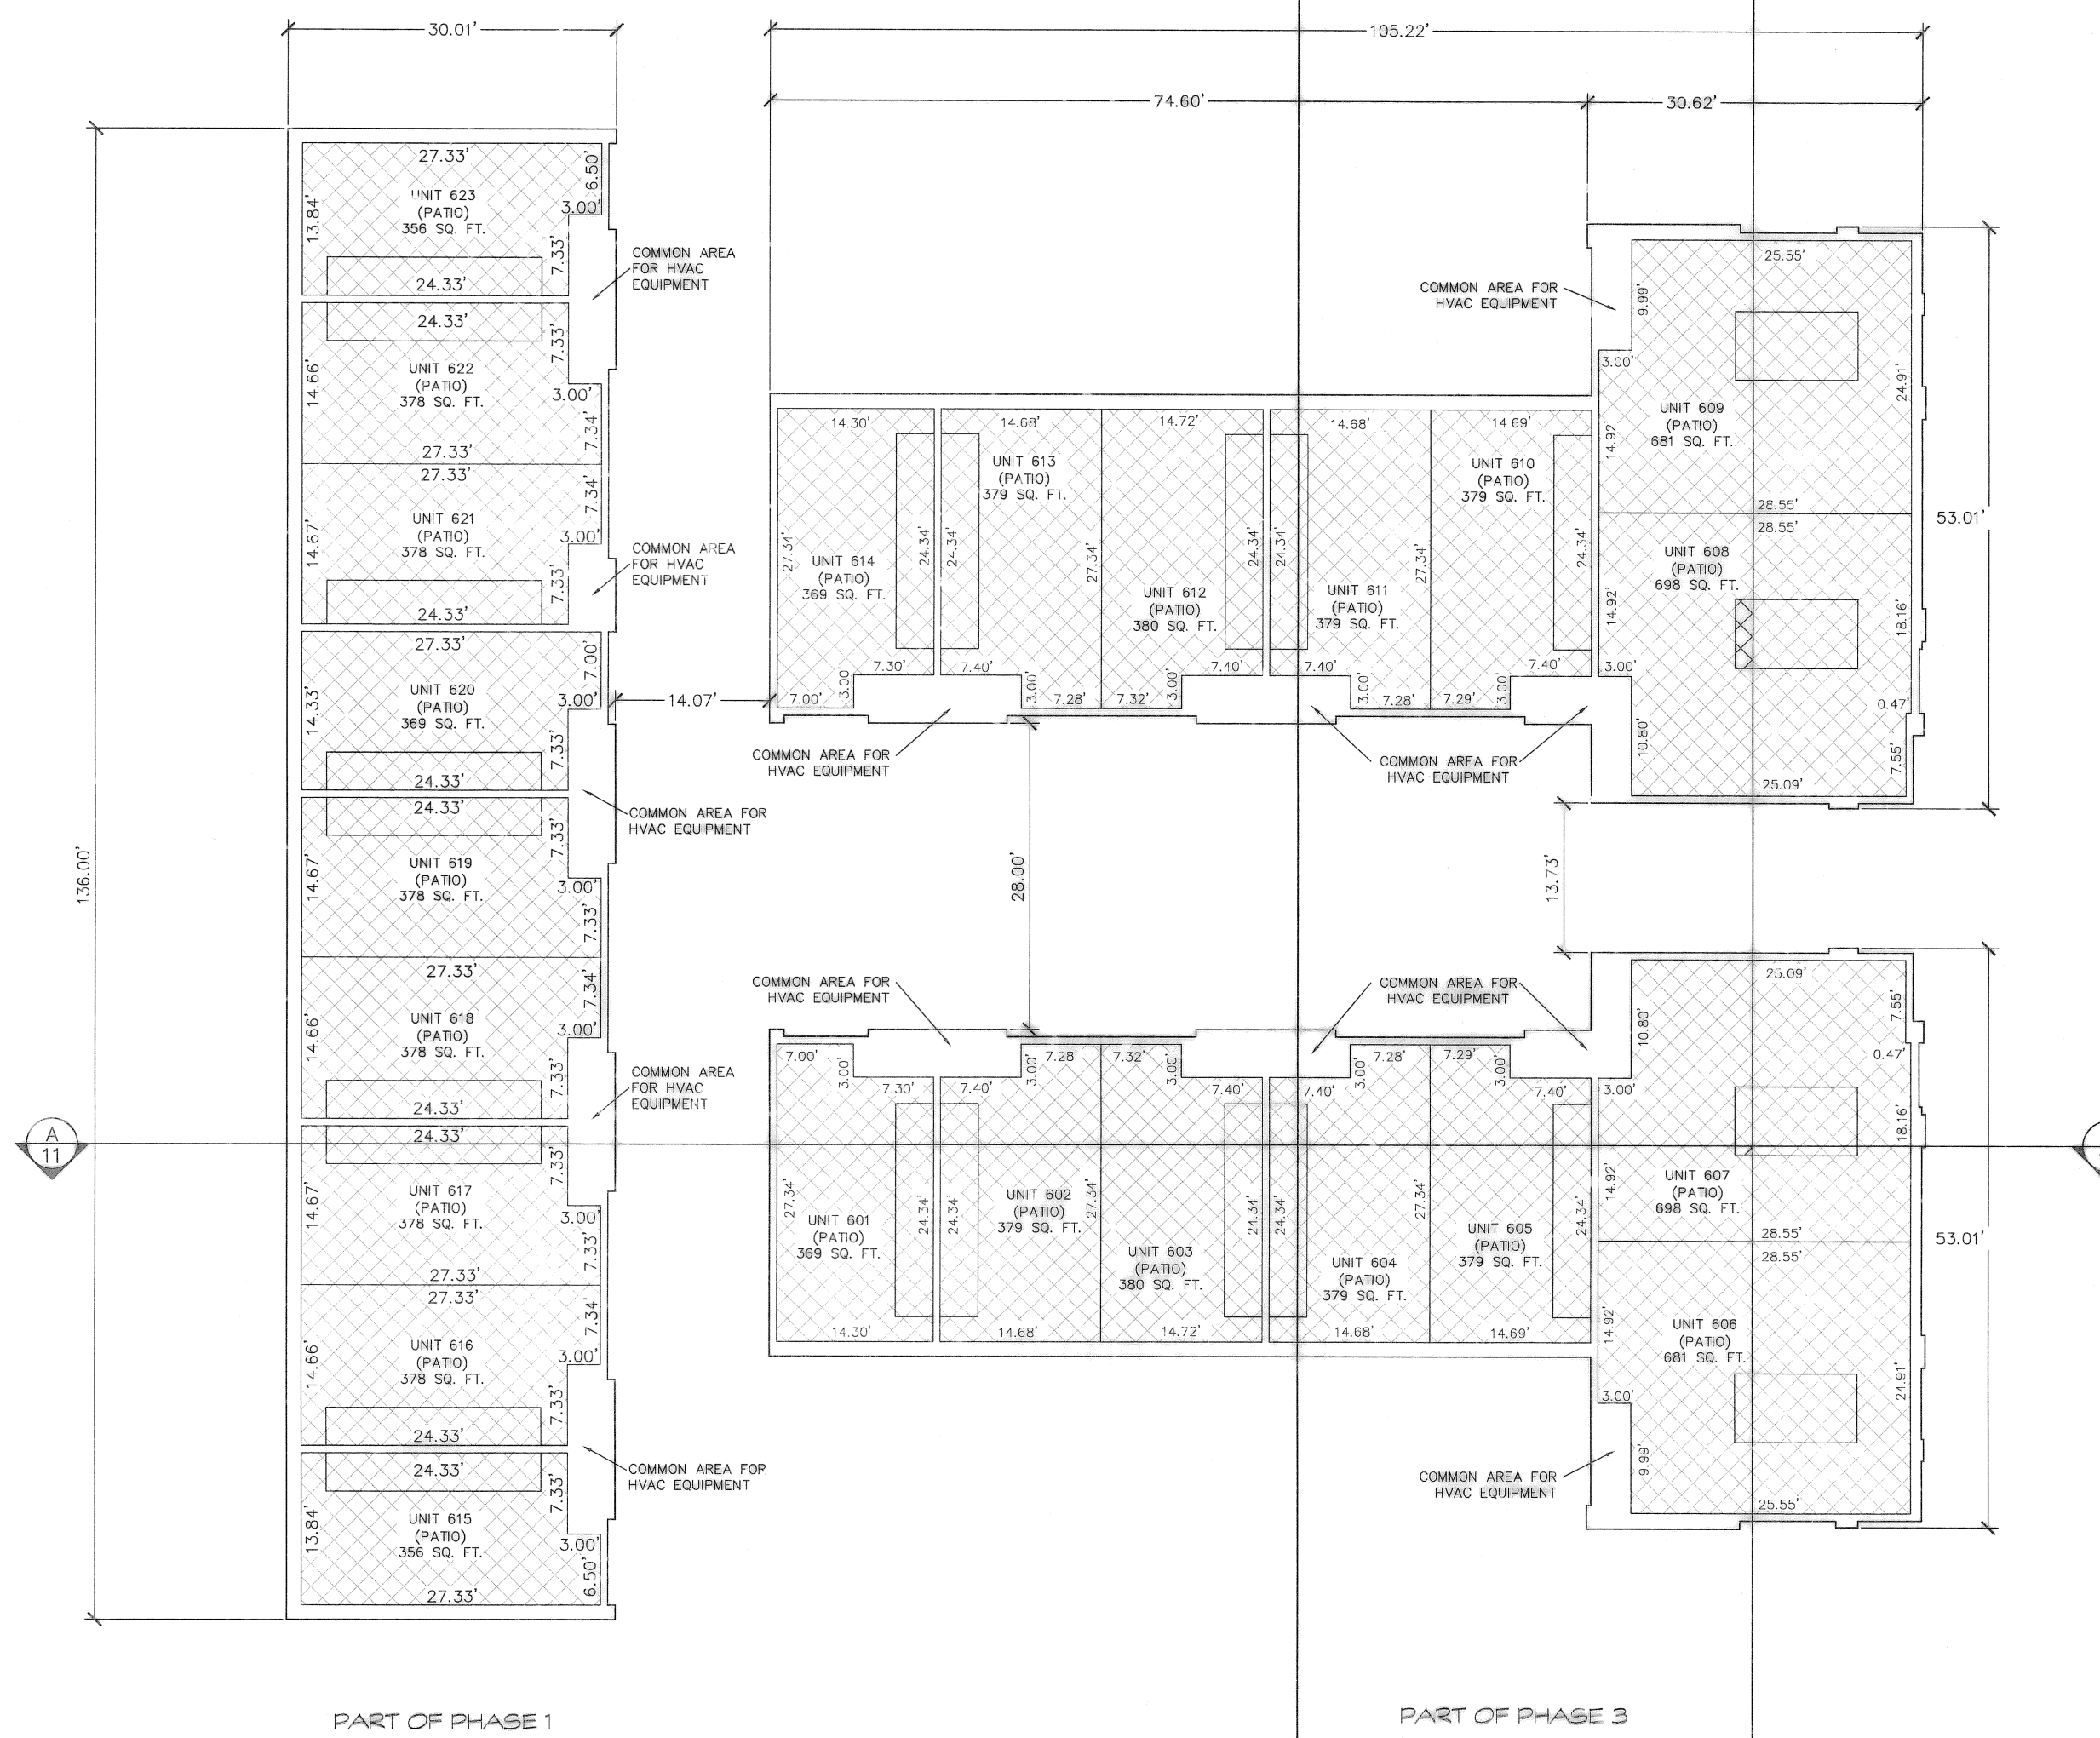 30.01'
105.22'
74.60'
30.62'
136.00'
27.33'
6.50'
UNIT 623
(PATIO)
356 SQ. FT.
13.84'
3.00'
7.33'
24.33'
COMMON AREA
FOR HVAC
EQUIPMENT
24.33'
7.33'
UNIT 622
(PATIO)
378 SQ. FT.
14.66'
3.00'
7.34'
27.33'
27.33'
7.34'
UNIT 621
(PATIO)
378 SQ. FT.
14.67'
3.00'
7.33'
24.33'
COMMON AREA
FOR HVAC
EQUIPMENT
27.33'
7.00'
UNIT 620
(PATIO)
369 SQ. FT.
14.33'
3.00'
7.33'
24.33'
14.07'
COMMON AREA FOR
HVAC EQUIPMENT
24.33'
7.33'
UNIT 619
(PATIO)
378 SQ. FT.
14.67'
3.00'
7.33'
27.33'
7.34'
UNIT 618
(PATIO)
378 SQ. FT.
14.66'
3.00'
7.33'
24.33'
COMMON AREA
FOR HVAC
EQUIPMENT
A
11
24.33'
7.33'
UNIT 617
(PATIO)
378 SQ. FT.
14.67'
3.00'
7.33'
27.33'
27.33'
7.34'
UNIT 616
(PATIO)
378 SQ. FT.
14.66'
3.00'
7.33'
24.33'
COMMON AREA FOR
HVAC EQUIPMENT
24.33'
7.33'
UNIT 615
(PATIO)
356 SQ. FT.
13.84'
3.00'
6.50'
27.33'
PART OF PHASE 1
14.30'
27.34'
UNIT 614
(PATIO)
369 SQ. FT.
24.34'
7.30'
3.00'
7.00'
14.68'
UNIT 613
(PATIO)
379 SQ. FT.
24.34'
27.34'
7.40'
3.00'
7.28'
14.72'
UNIT 612
(PATIO)
380 SQ. FT.
24.34'
7.40'
3.00'
7.32'
14.68'
24.34'
UNIT 611
(PATIO)
379 SQ. FT.
27.34'
7.40'
3.00'
7.28'
14 69'
UNIT 610
(PATIO)
379 SQ. FT.
24.34'
7.40'
3.00'
7.29'
COMMON AREA FOR
HVAC EQUIPMENT
COMMON AREA FOR
HVAC EQUIPMENT
28.00'
13.73'
COMMON AREA FOR
HVAC EQUIPMENT
25.55'
9.99'
3.00'
24.91'
UNIT 609
(PATIO)
681 SQ. FT.
14.92'
28.55'
28.55'
53.01'
UNIT 608
(PATIO)
698 SQ. FT.
14.92'
18.16'
3.00'
0.47'
10.80'
7.55'
25.09'
COMMON AREA FOR
HVAC EQUIPMENT
COMMON AREA FOR
HVAC EQUIPMENT
7.00'
3.00'
7.30'
27.34'
24.34'
UNIT 601
(PATIO)
369 SQ. FT.
14.30'
7.28'
3.00'
7.40'
24.34'
UNIT 602
(PATIO)
379 SQ. FT.
27.34'
14.68'
7.32'
3.00'
7.40'
24.34'
UNIT 603
(PATIO)
380 SQ. FT.
14.72'
7.28'
3.00'
7.40'
24.34'
27.34'
UNIT 604
(PATIO)
379 SQ. FT.
14.68'
7.29'
3.00'
7.40'
24.34'
UNIT 605
(PATIO)
379 SQ. FT.
14.69'
25.09'
7.55'
10.80'
0.47'
3.00'
18.16'
14.92'
UNIT 607
(PATIO)
698 SQ. FT.
28.55'
28.55'
53.01'
14.92'
UNIT 606
(PATIO)
681 SQ. FT.
24.91'
3.00'
9.99'
25.55'
COMMON AREA FOR
HVAC EQUIPMENT
PART OF PHASE 3